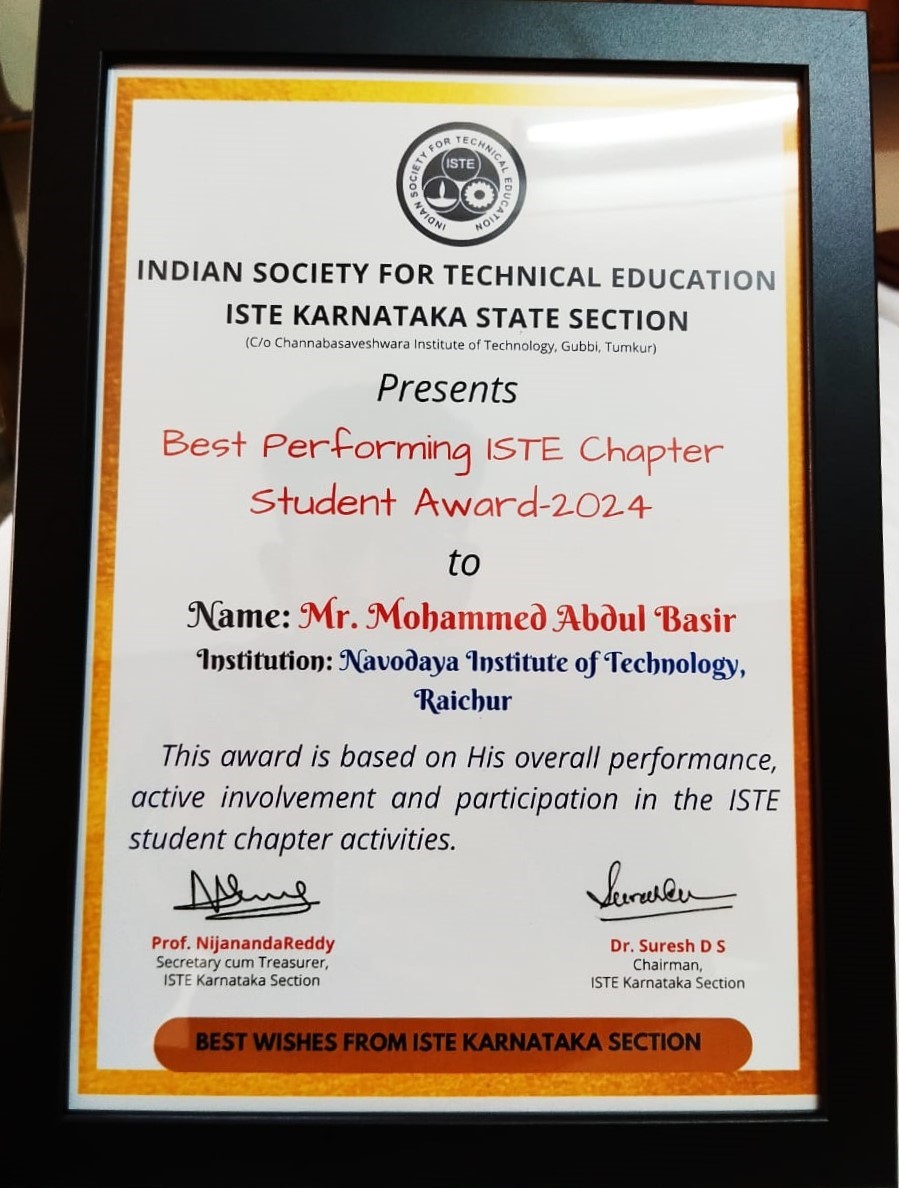 INDIAN SOCIETY FOR TECHNICAL EDUCATION
ISTE
INDIAN SOCIETY FOR TECHNICAL EDUCATION
ISTE KARNATAKA STATE SECTION
(C/o Channabasaveshwara Institute of Technology, Gubbi, Tumkur)
Presents
Best Performing ISTE Chapter
Student Award-2024
to
Name: Mr. Mohammed Abdul Basir
Institution: Navodaya Institute of Technology,
Raichur
This award is based on His overall performance,
active involvement and participation in the ISTE
student chapter activities.
Prof. NijanandaReddy
Secretary cum Treasurer,
ISTE Karnataka Section
Dr. Suresh D S
Chairman,
ISTE Karnataka Section
BEST WISHES FROM ISTE KARNATAKA SECTION